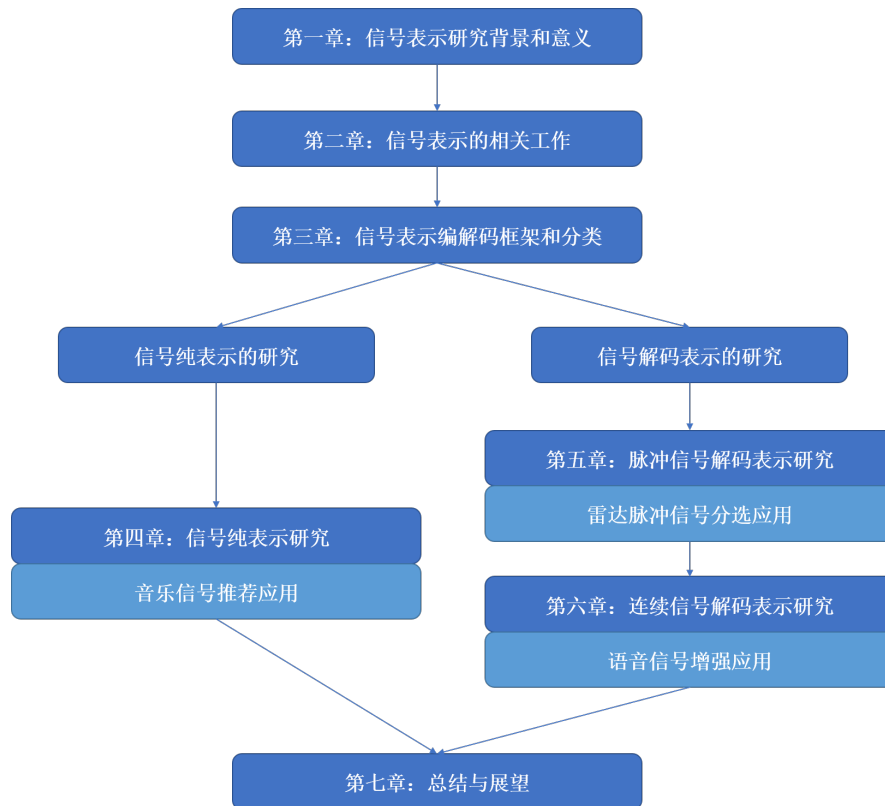 第一章：信号表示研究背景和意义
第二章：信号表示的相关工作
第三章：信号表示编解码框架和分类
信号纯表示的研究
信号解码表示的研究
第五章：脉冲信号解码表示研究
雷达脉冲信号分选应用
第四章：信号纯表示研究
音乐信号推荐应用
第六章：连续信号解码表示研究
语音信号增强应用
第七章：总结与展望